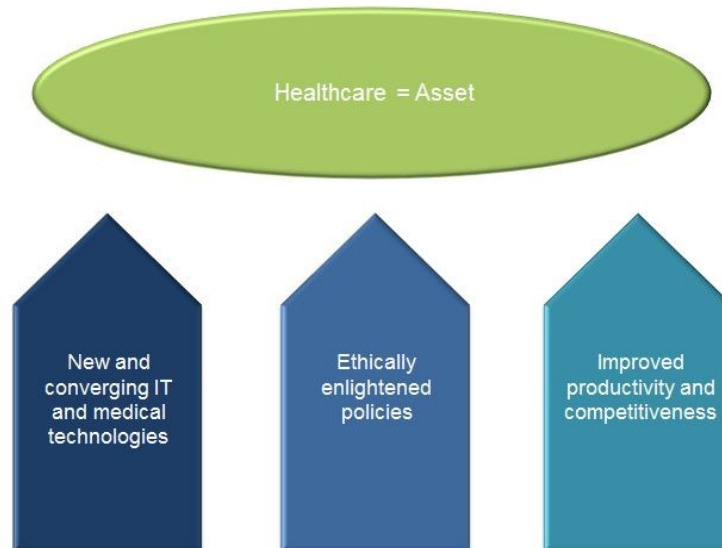 Healthcare = Asset
New and
converging IT
and medical
technologies
Ethically
enlightened
policies
Improved
productivity and
competitiveness